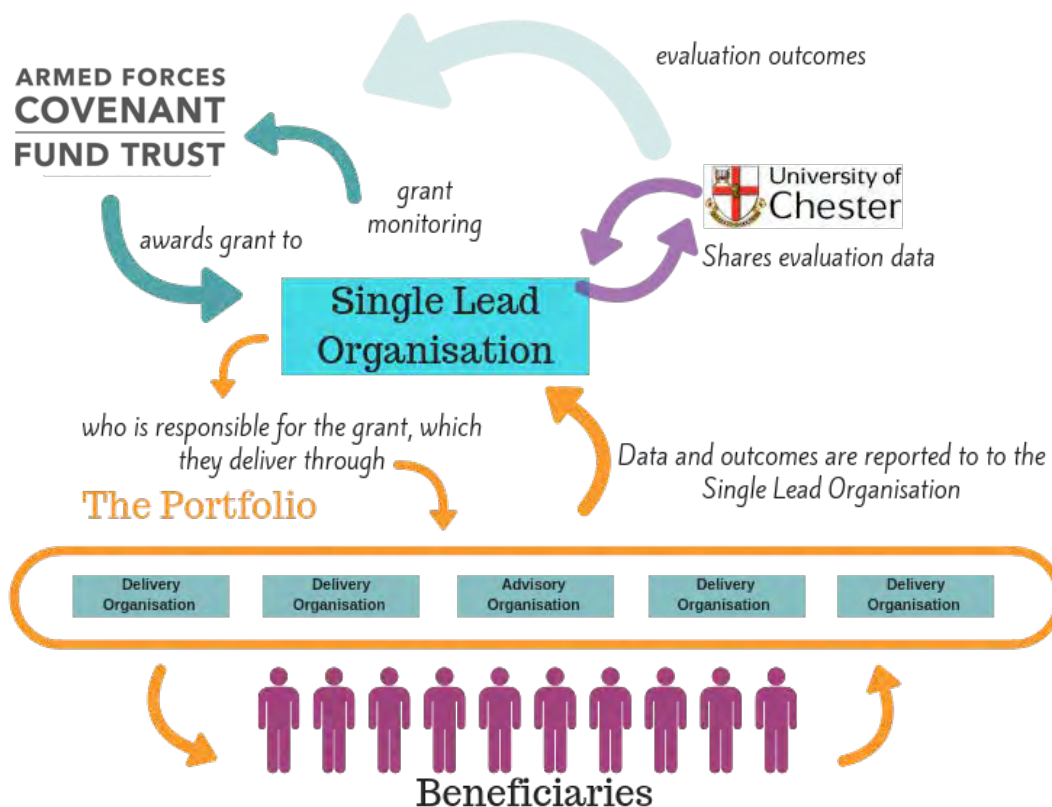 evaluation outcomes
ARMED FORCES
COVENANT
FUND TRUST
grant
monitoring
University of
Chester
awards grant to
Shares evaluation data
Single Lead
Organisation
who is responsible for the grant, which
they deliver through
Data and outcomes are reported to to the
Single Lead Organisation
The Portfolio
Delivery
Organisation
Delivery
Organisation
Advisory
Organisation
Delivery
Organisation
Delivery
Organisation
Beneficiaries